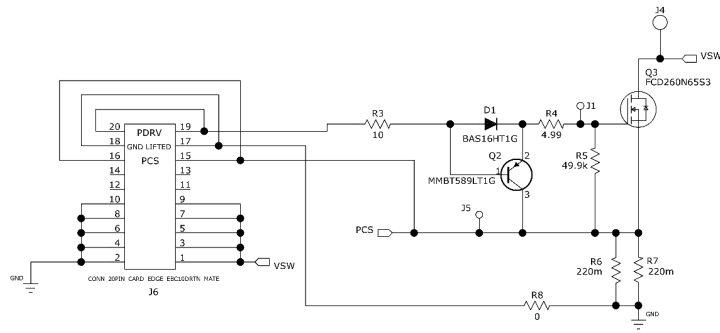 J4
VSW
Q3
FCD260N65S3
20 PDRV 19
18 GND LIFTED 17
16 PCS 15
14 13
12 11
10 9
8 7
6 5
4 3
2 1
VSW
GND
CONN 20PIN CARD EDGE EBC10DRTN MATE
J6
R3
10
D1
BAS16HT1G
R4
4.99
J1
Q2
1
2
3
MMBT589LT1G
R5
49.9k
J5
PCS
R6
220m
R7
220m
R8
0
GND